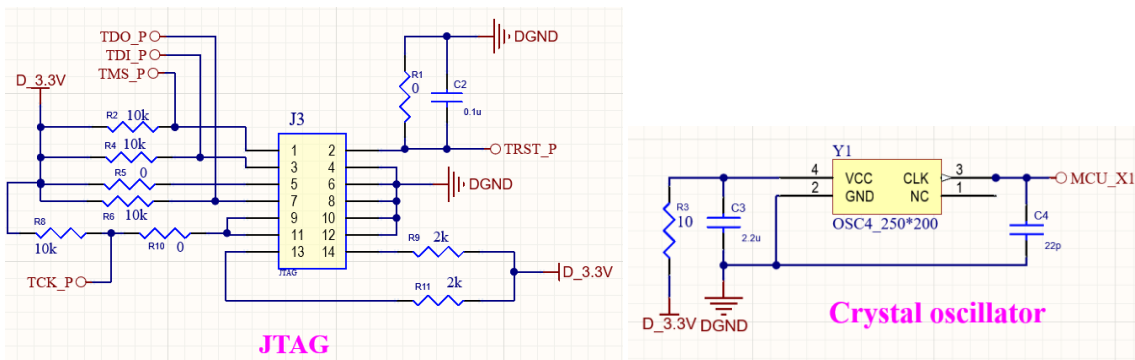 TDO_P
TDI_P
TMS_P
D_3.3V
R2 10k
R4 10k
R5 0
R6 10k
R8
10k
R10
0
TCK_P
J3
1 2
3 4
5 6
7 8
9 10
11 12
13 14
JTAG
R1
0
C2
0.1u
DGND
TRST_P
DGND
R9 2k
R11 2k
D_3.3V
JTAG
Y1
4 VCC CLK 3
2 GND NC 1
OSC4_250*200
MCU_X1
R3
10
C3
2.2u
C4
22p
D_3.3V DGND
Crystal oscillator